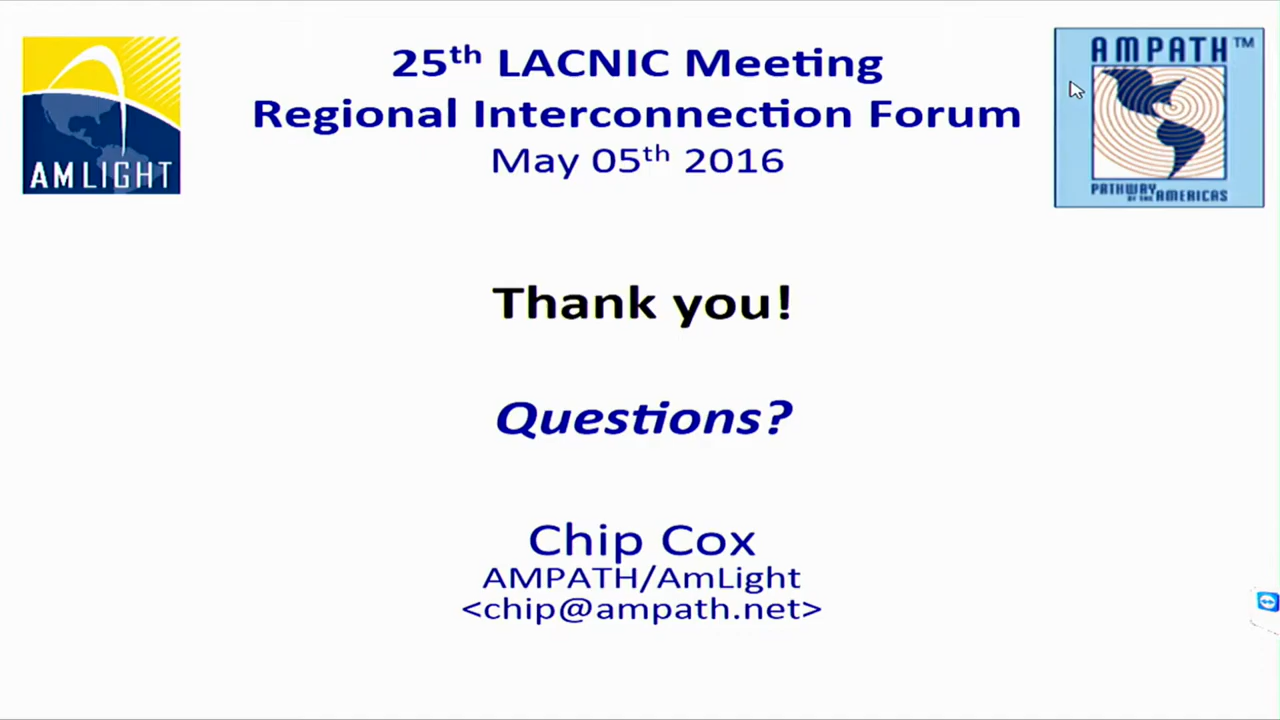 25th LACNIC Meeting
Regional Interconnection Forum
May 05th 2016
AMLIGHT
AMPATH™
PATHWAY OF THE AMERICAS
Thank you!
Questions?
Chip Cox
AMPATH/AmLight
<chip@ampath.net>